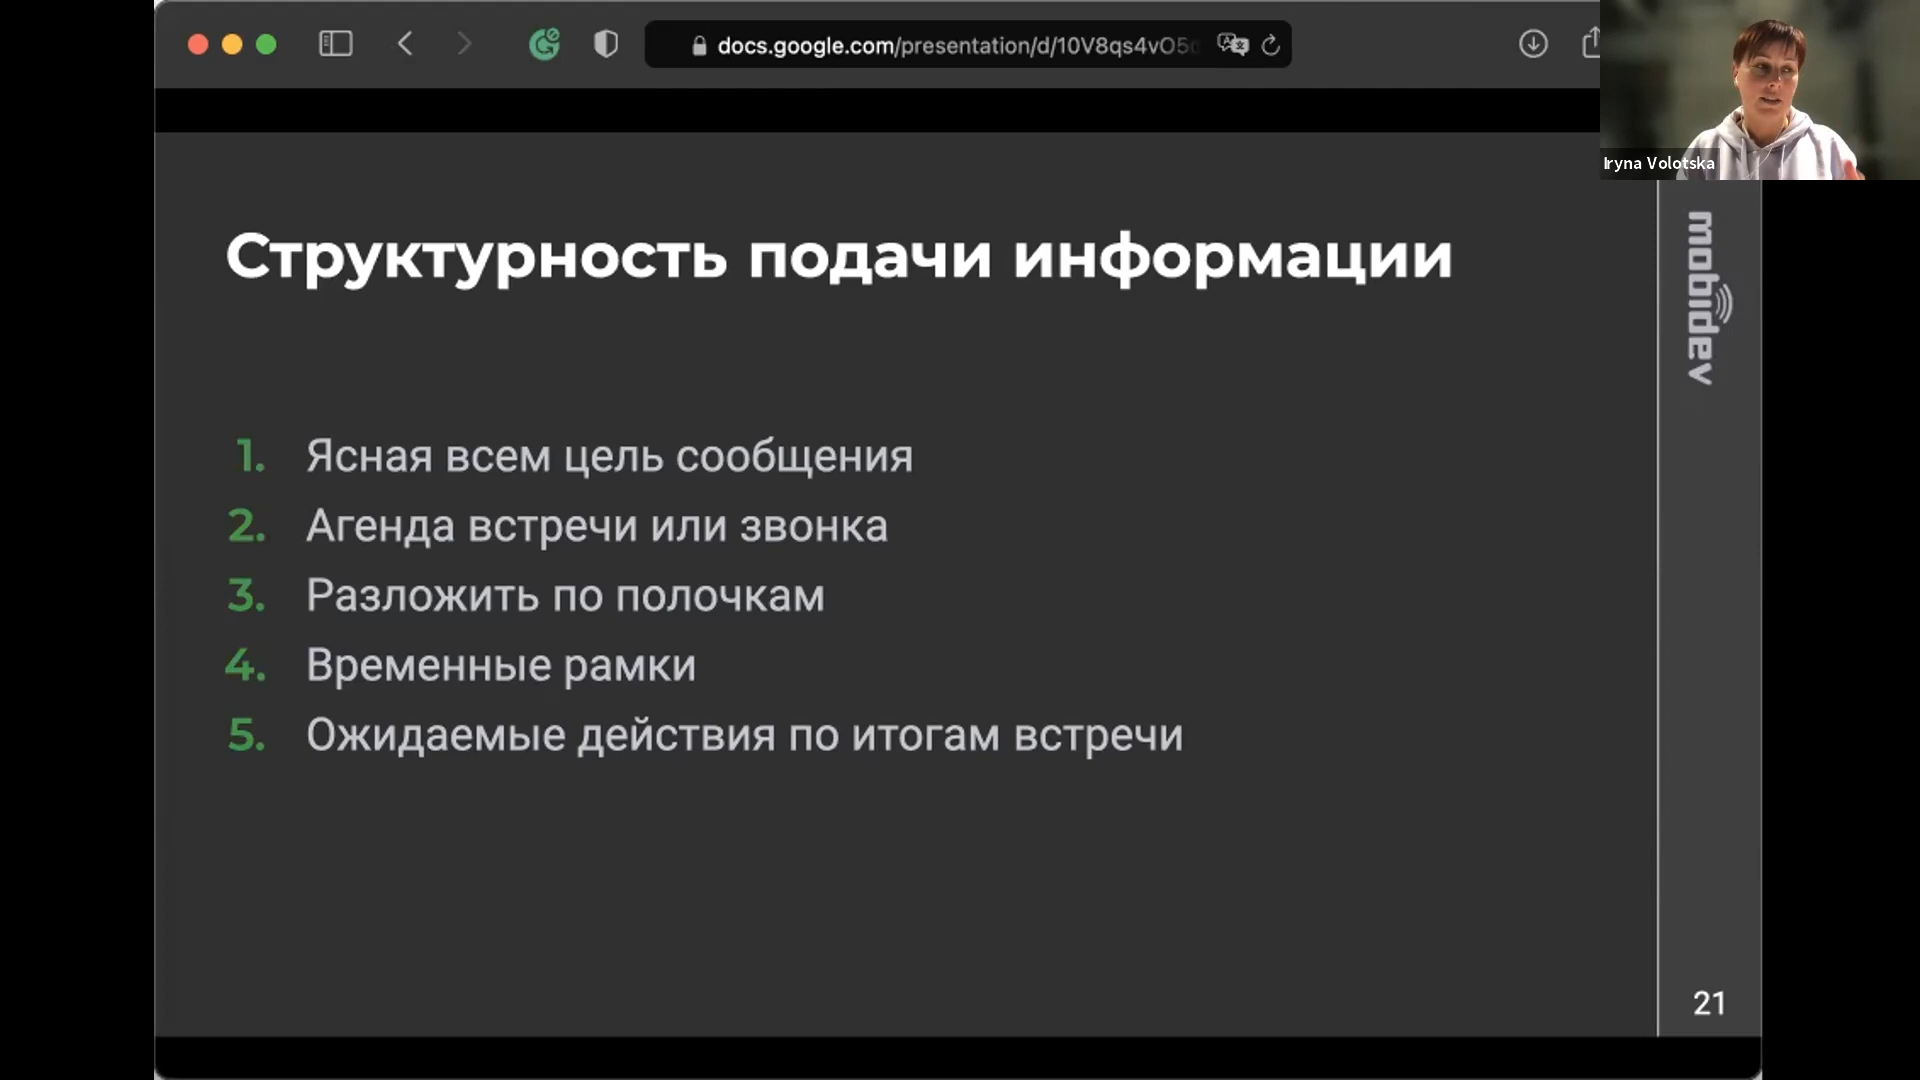 docs.google.com/presentation/d/10V8qs4vO5
Iryna Volotska
mobidev
Структурность подачи информации
1. Ясная всем цель сообщения
2. Агенда встречи или звонка
3. Разложить по полочкам
4. Временные рамки
5. Ожидаемые действия по итогам встречи
21